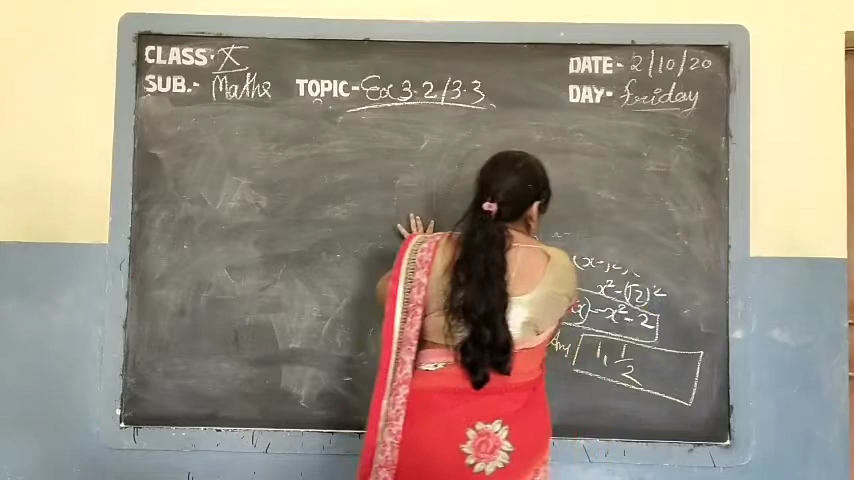 CLASS- X
SUB.- Maths
TOPIC- Ex 3.2/3.3
DATE- 2/10/20
DAY- friday
x²-(√2)²
x)=x²-2
Ans 1, 1/2